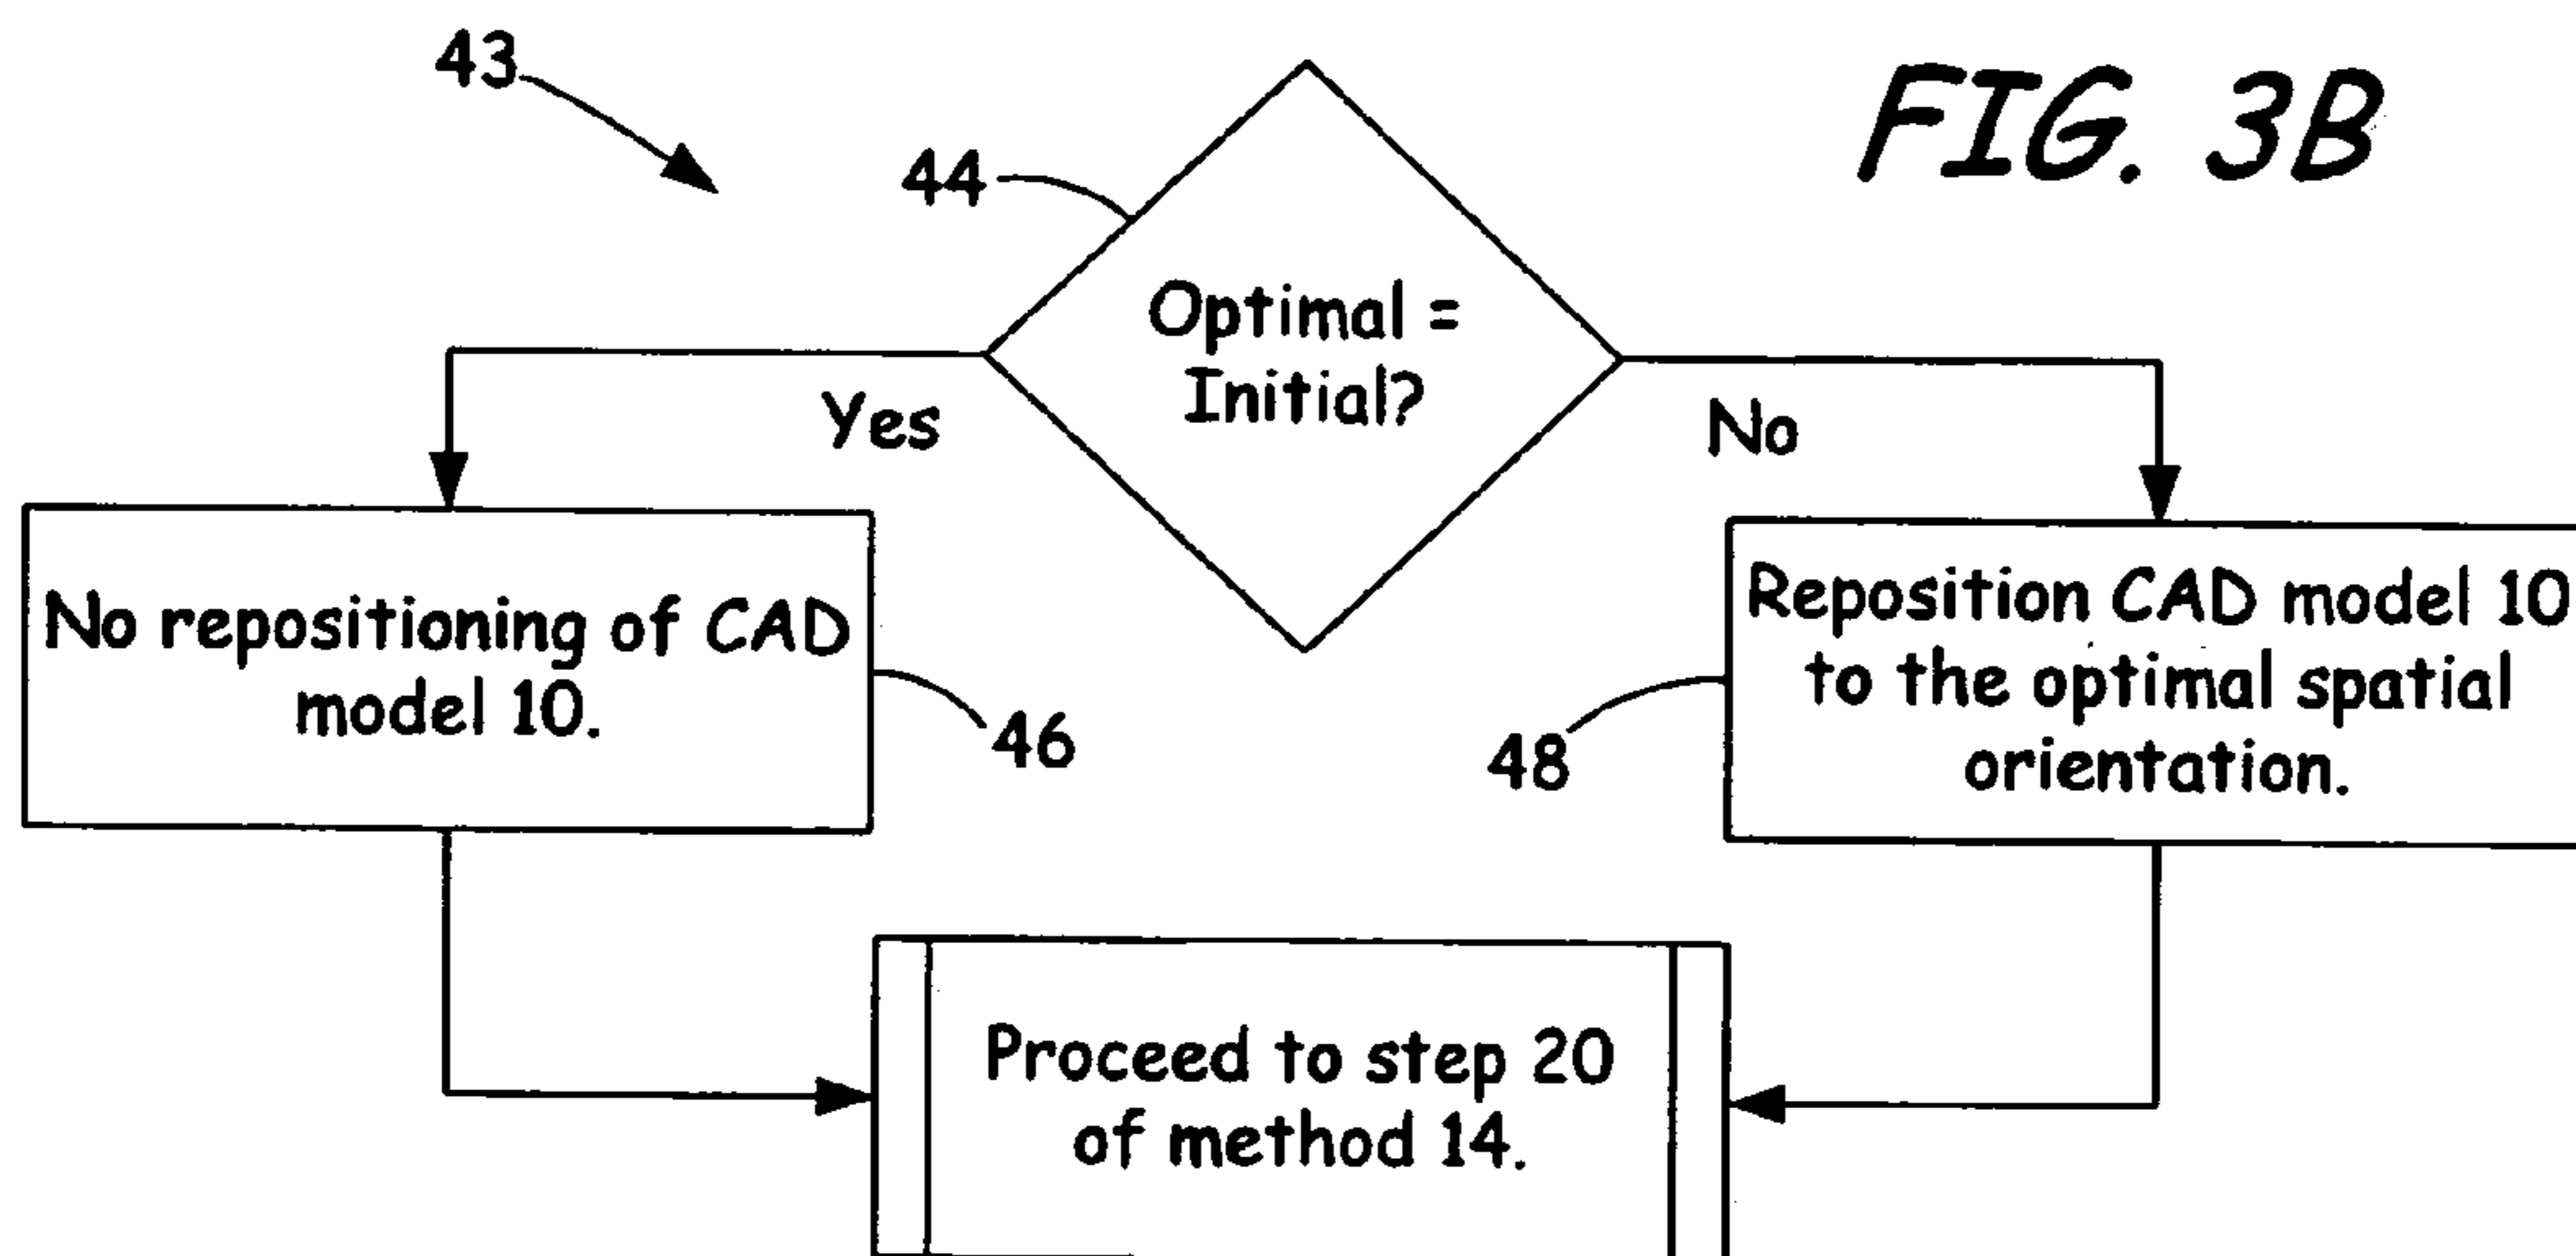 43
FIG. 3B
44
Optimal =
Initial?
Yes
No
No repositioning of CAD
model 10.
46
Reposition CAD model 10
to the optimal spatial
orientation.
48
Proceed to step 20
of method 14.